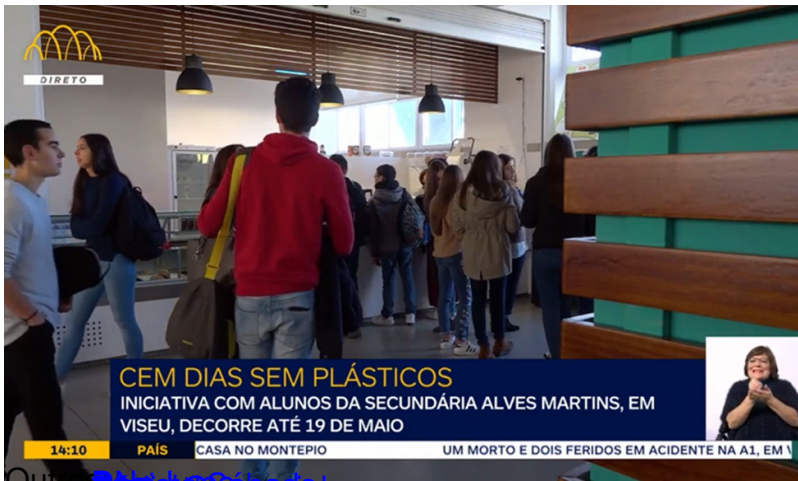 DIRETO
CEM DIAS SEM PLÁSTICOS
INICIATIVA COM ALUNOS DA SECUNDÁRIA ALVES MARTINS, EM
VISEU, DECORRE ATÉ 19 DE MAIO
14:10 PAÍS CASA NO MONTEPIO UM MORTO E DOIS FERIDOS EM ACIDENTE NA A1, EM